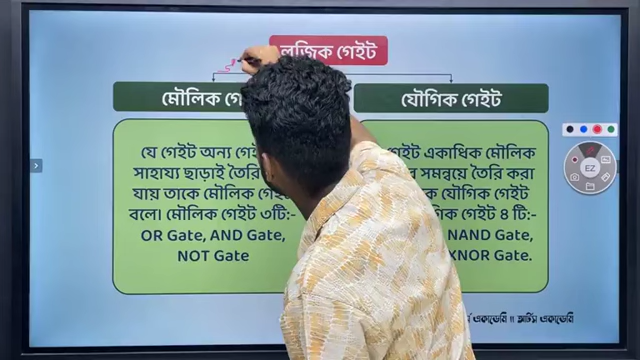 লজিক গেইট
মৌলিক
যৌগিক গেইট
যে গেইট অন্য
সাহায্য ছাড়াই
যায় তাকে মৌলিক
বলে। মৌলিক গেইট ৩টি:-
OR Gate, AND Gate,
NOT Gate
গেইট একাধিক মৌলিক
সমন্বয়ে তৈরি করা
যৌগিক গেইট
গেইট ৪ টি:-
NAND Gate,
XNOR Gate.
EZ